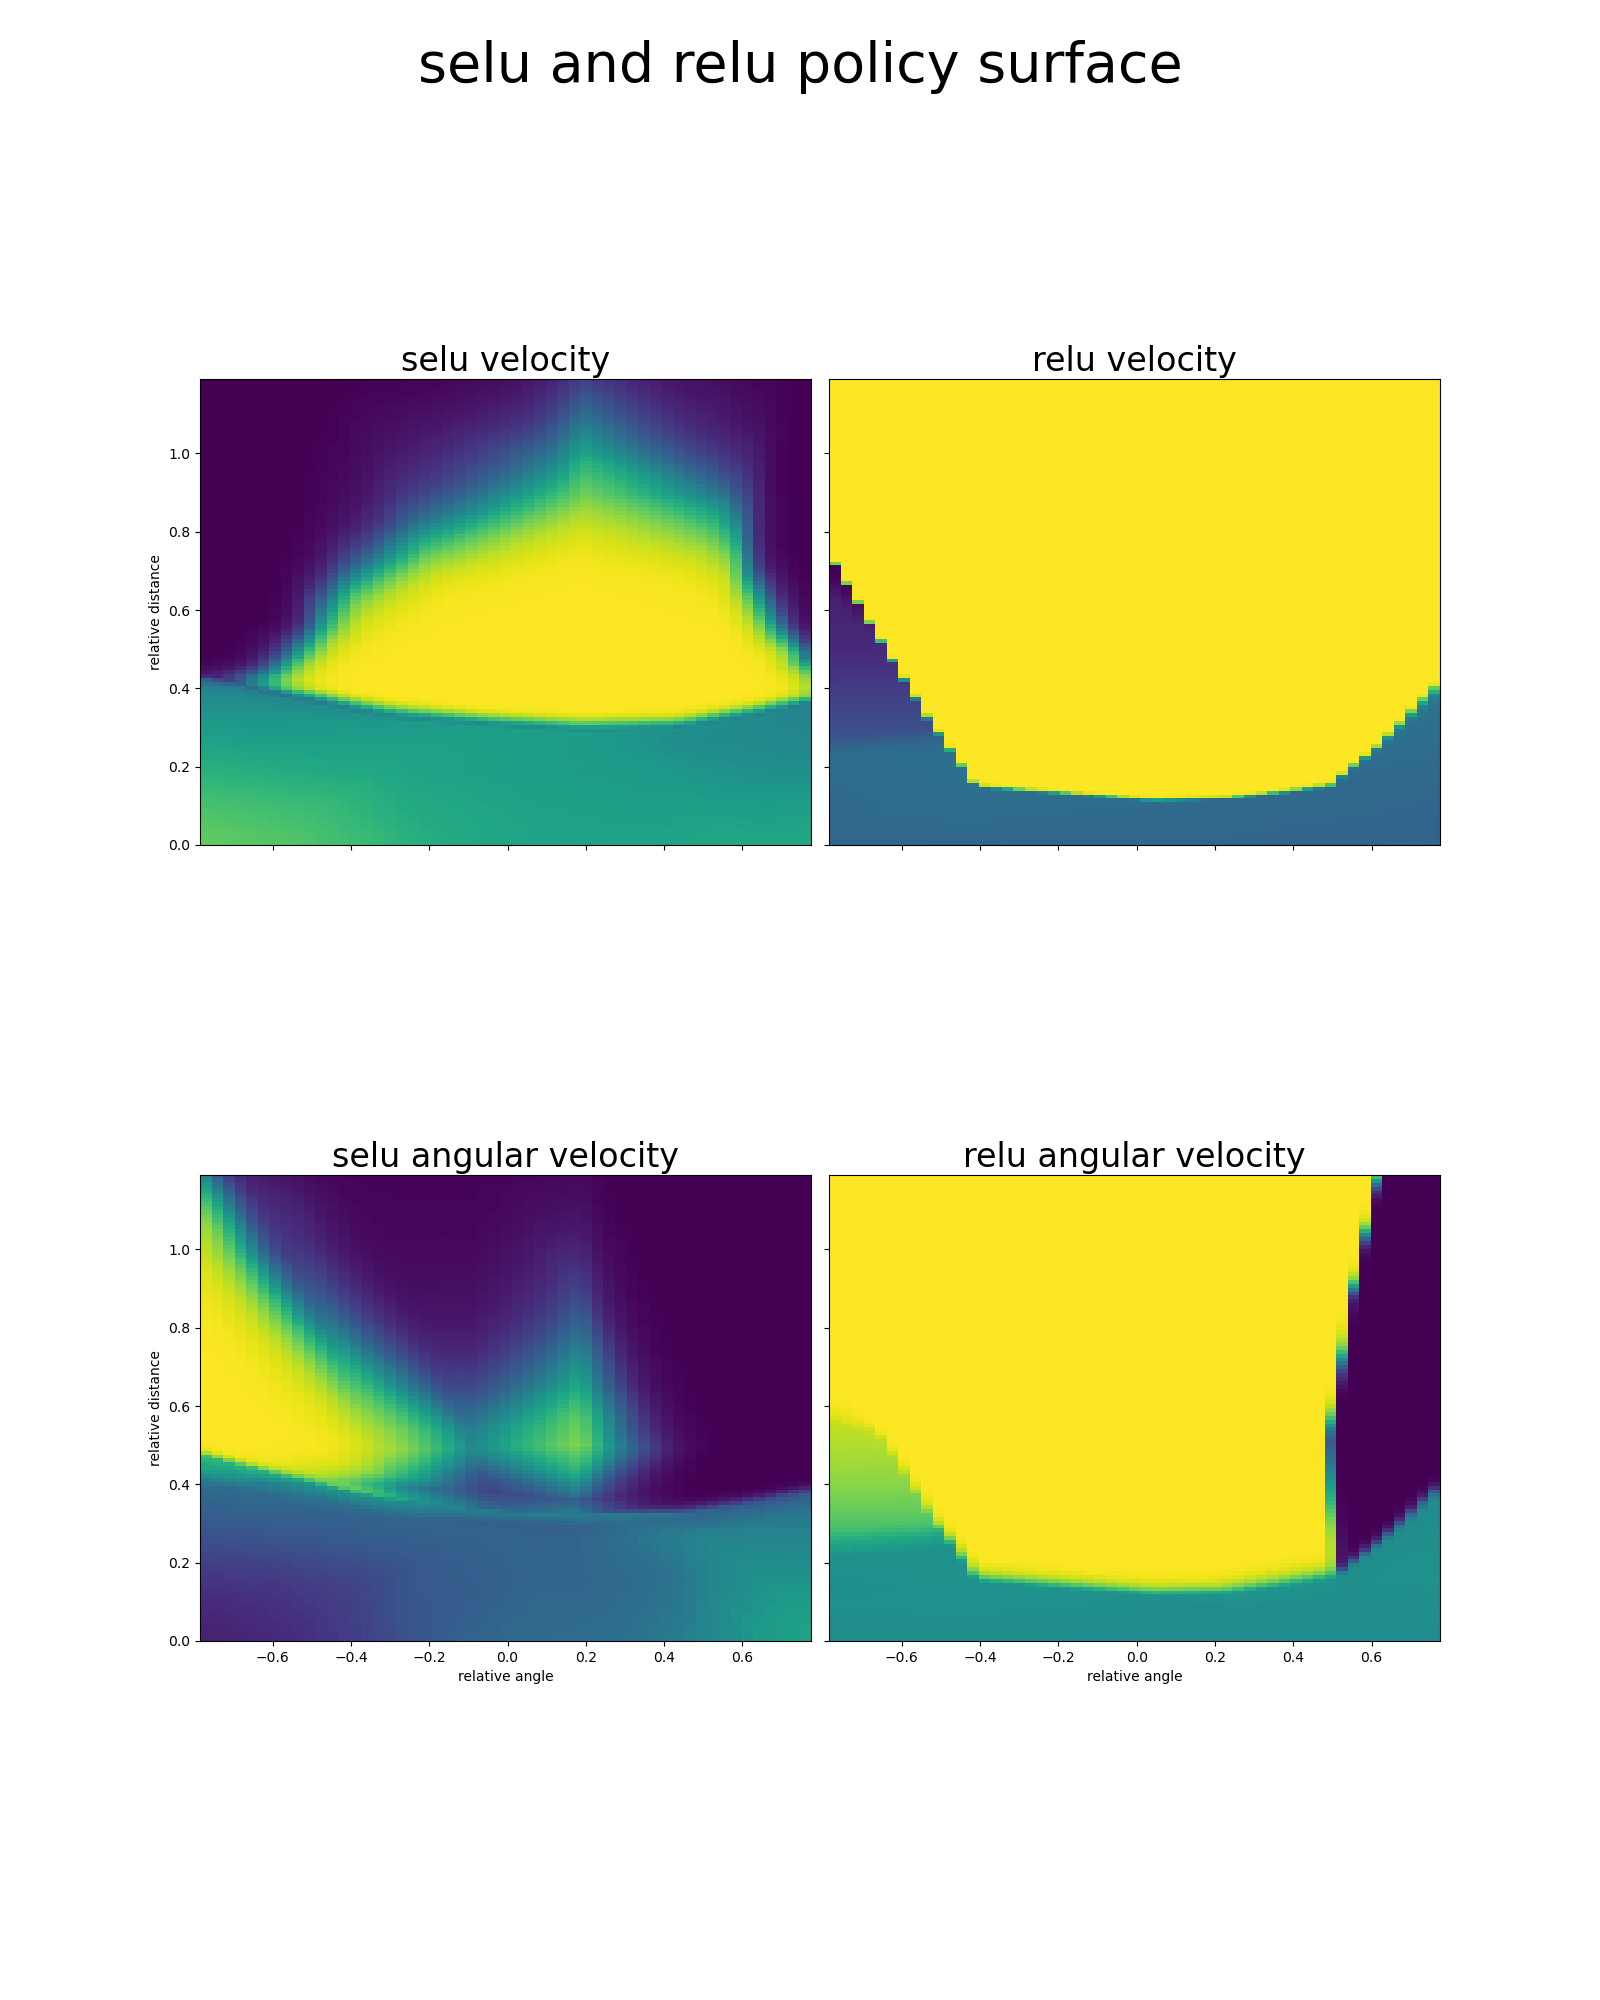 selu and relu policy surface
selu velocity
relu velocity
relative distance
1.0
0.8
0.6
0.4
0.2
0.0
selu angular velocity
relu angular velocity
relative distance
1.0
0.8
0.6
0.4
0.2
0.0
−0.6 −0.4 −0.2 0.0 0.2 0.4 0.6
−0.6 −0.4 −0.2 0.0 0.2 0.4 0.6
relative angle
relative angle